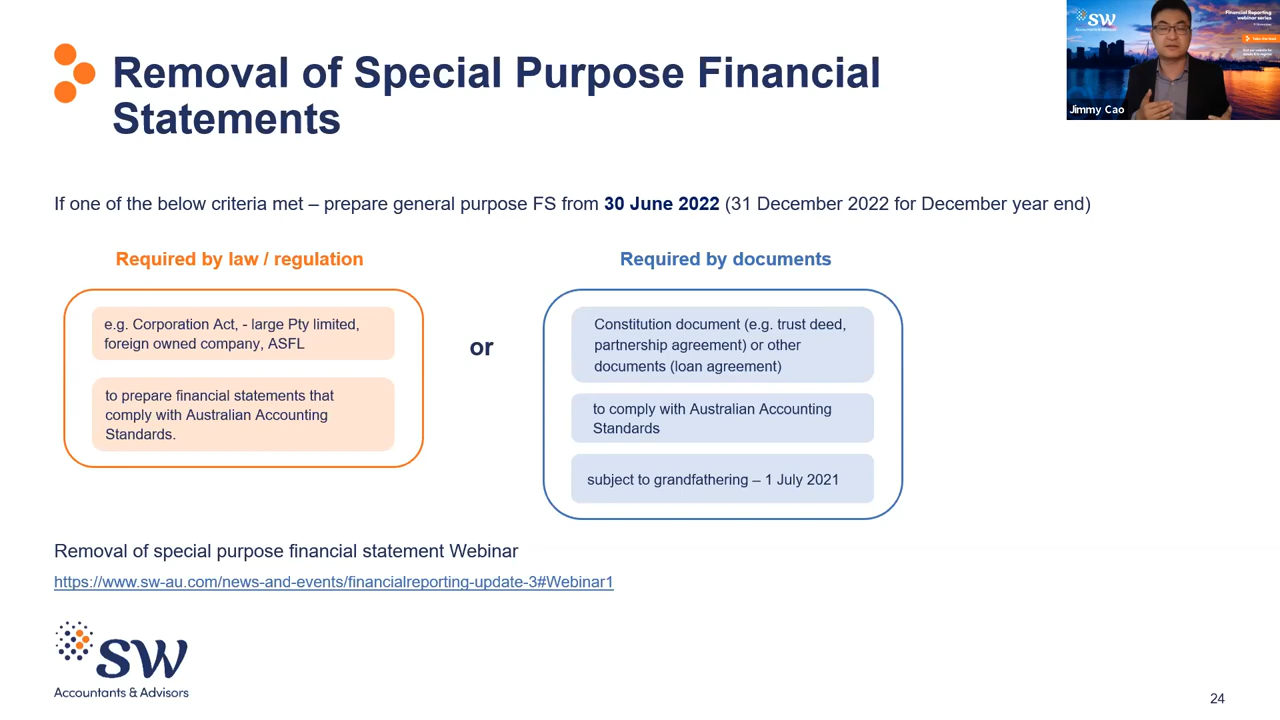 Removal of Special Purpose Financial
Statements
If one of the below criteria met – prepare general purpose FS from 30 June 2022 (31 December 2022 for December year end)
Required by law / regulation
e.g. Corporation Act, - large Pty limited,
foreign owned company, ASFL
to prepare financial statements that
comply with Australian Accounting
Standards.
or
Required by documents
Constitution document (e.g. trust deed,
partnership agreement) or other
documents (loan agreement)
to comply with Australian Accounting
Standards
subject to grandfathering – 1 July 2021
Removal of special purpose financial statement Webinar
https://www.sw-au.com/news-and-events/financialreporting-update-3#Webinar1
SW
Accountants & Advisors
24
SW
Financial Reporting
webinar series
Jimmy Cao